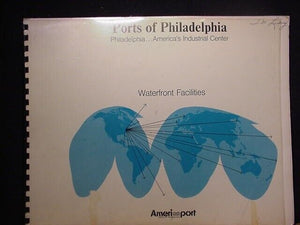 Ports of Philadelphia
Philadelphia...America's Industrial Center
Waterfront Facilities
Ameriport